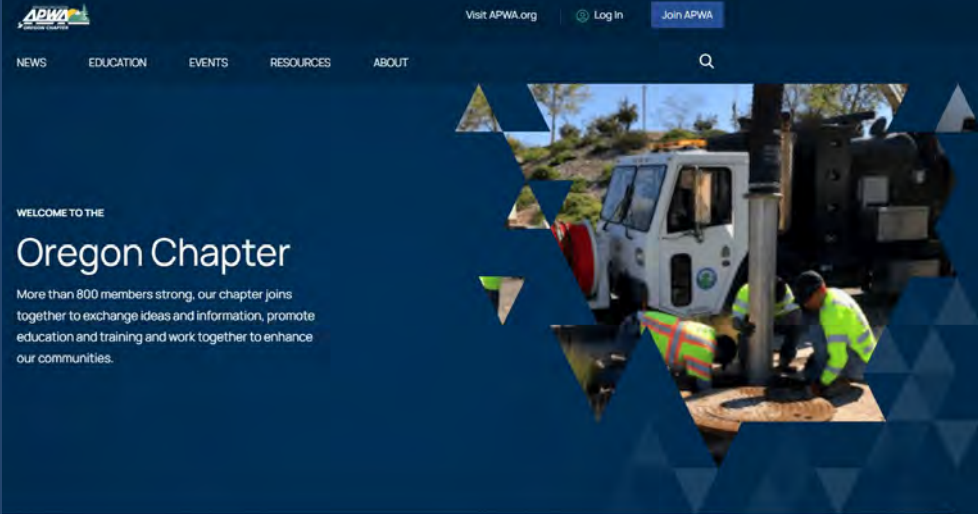 APWA
OREGON CHAPTER
Visit APWA.org
Log In
Join APWA
NEWS
EDUCATION
EVENTS
RESOURCES
ABOUT
WELCOME TO THE
Oregon Chapter
More than 800 members strong, our chapter joins
together to exchange ideas and information, promote
education and training and work together to enhance
our communities.